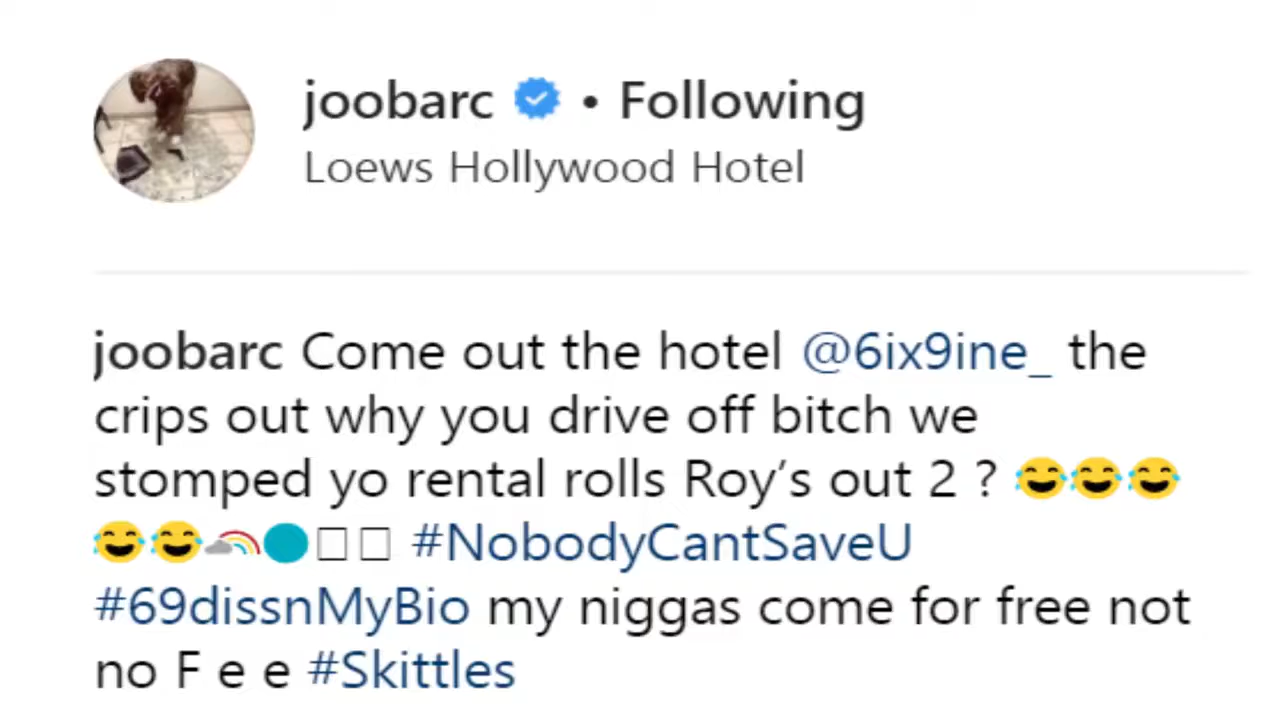 joobarc • Following
Loews Hollywood Hotel
joobarc Come out the hotel @6ix9ine_ the
crips out why you drive off bitch we
stomped yo rental rolls Roy's out 2 ? 😂😂😂
😂😂🌈🔵□□ #NobodyCantSaveU
#69dissnMyBio my niggas come for free not
no F e e #Skittles